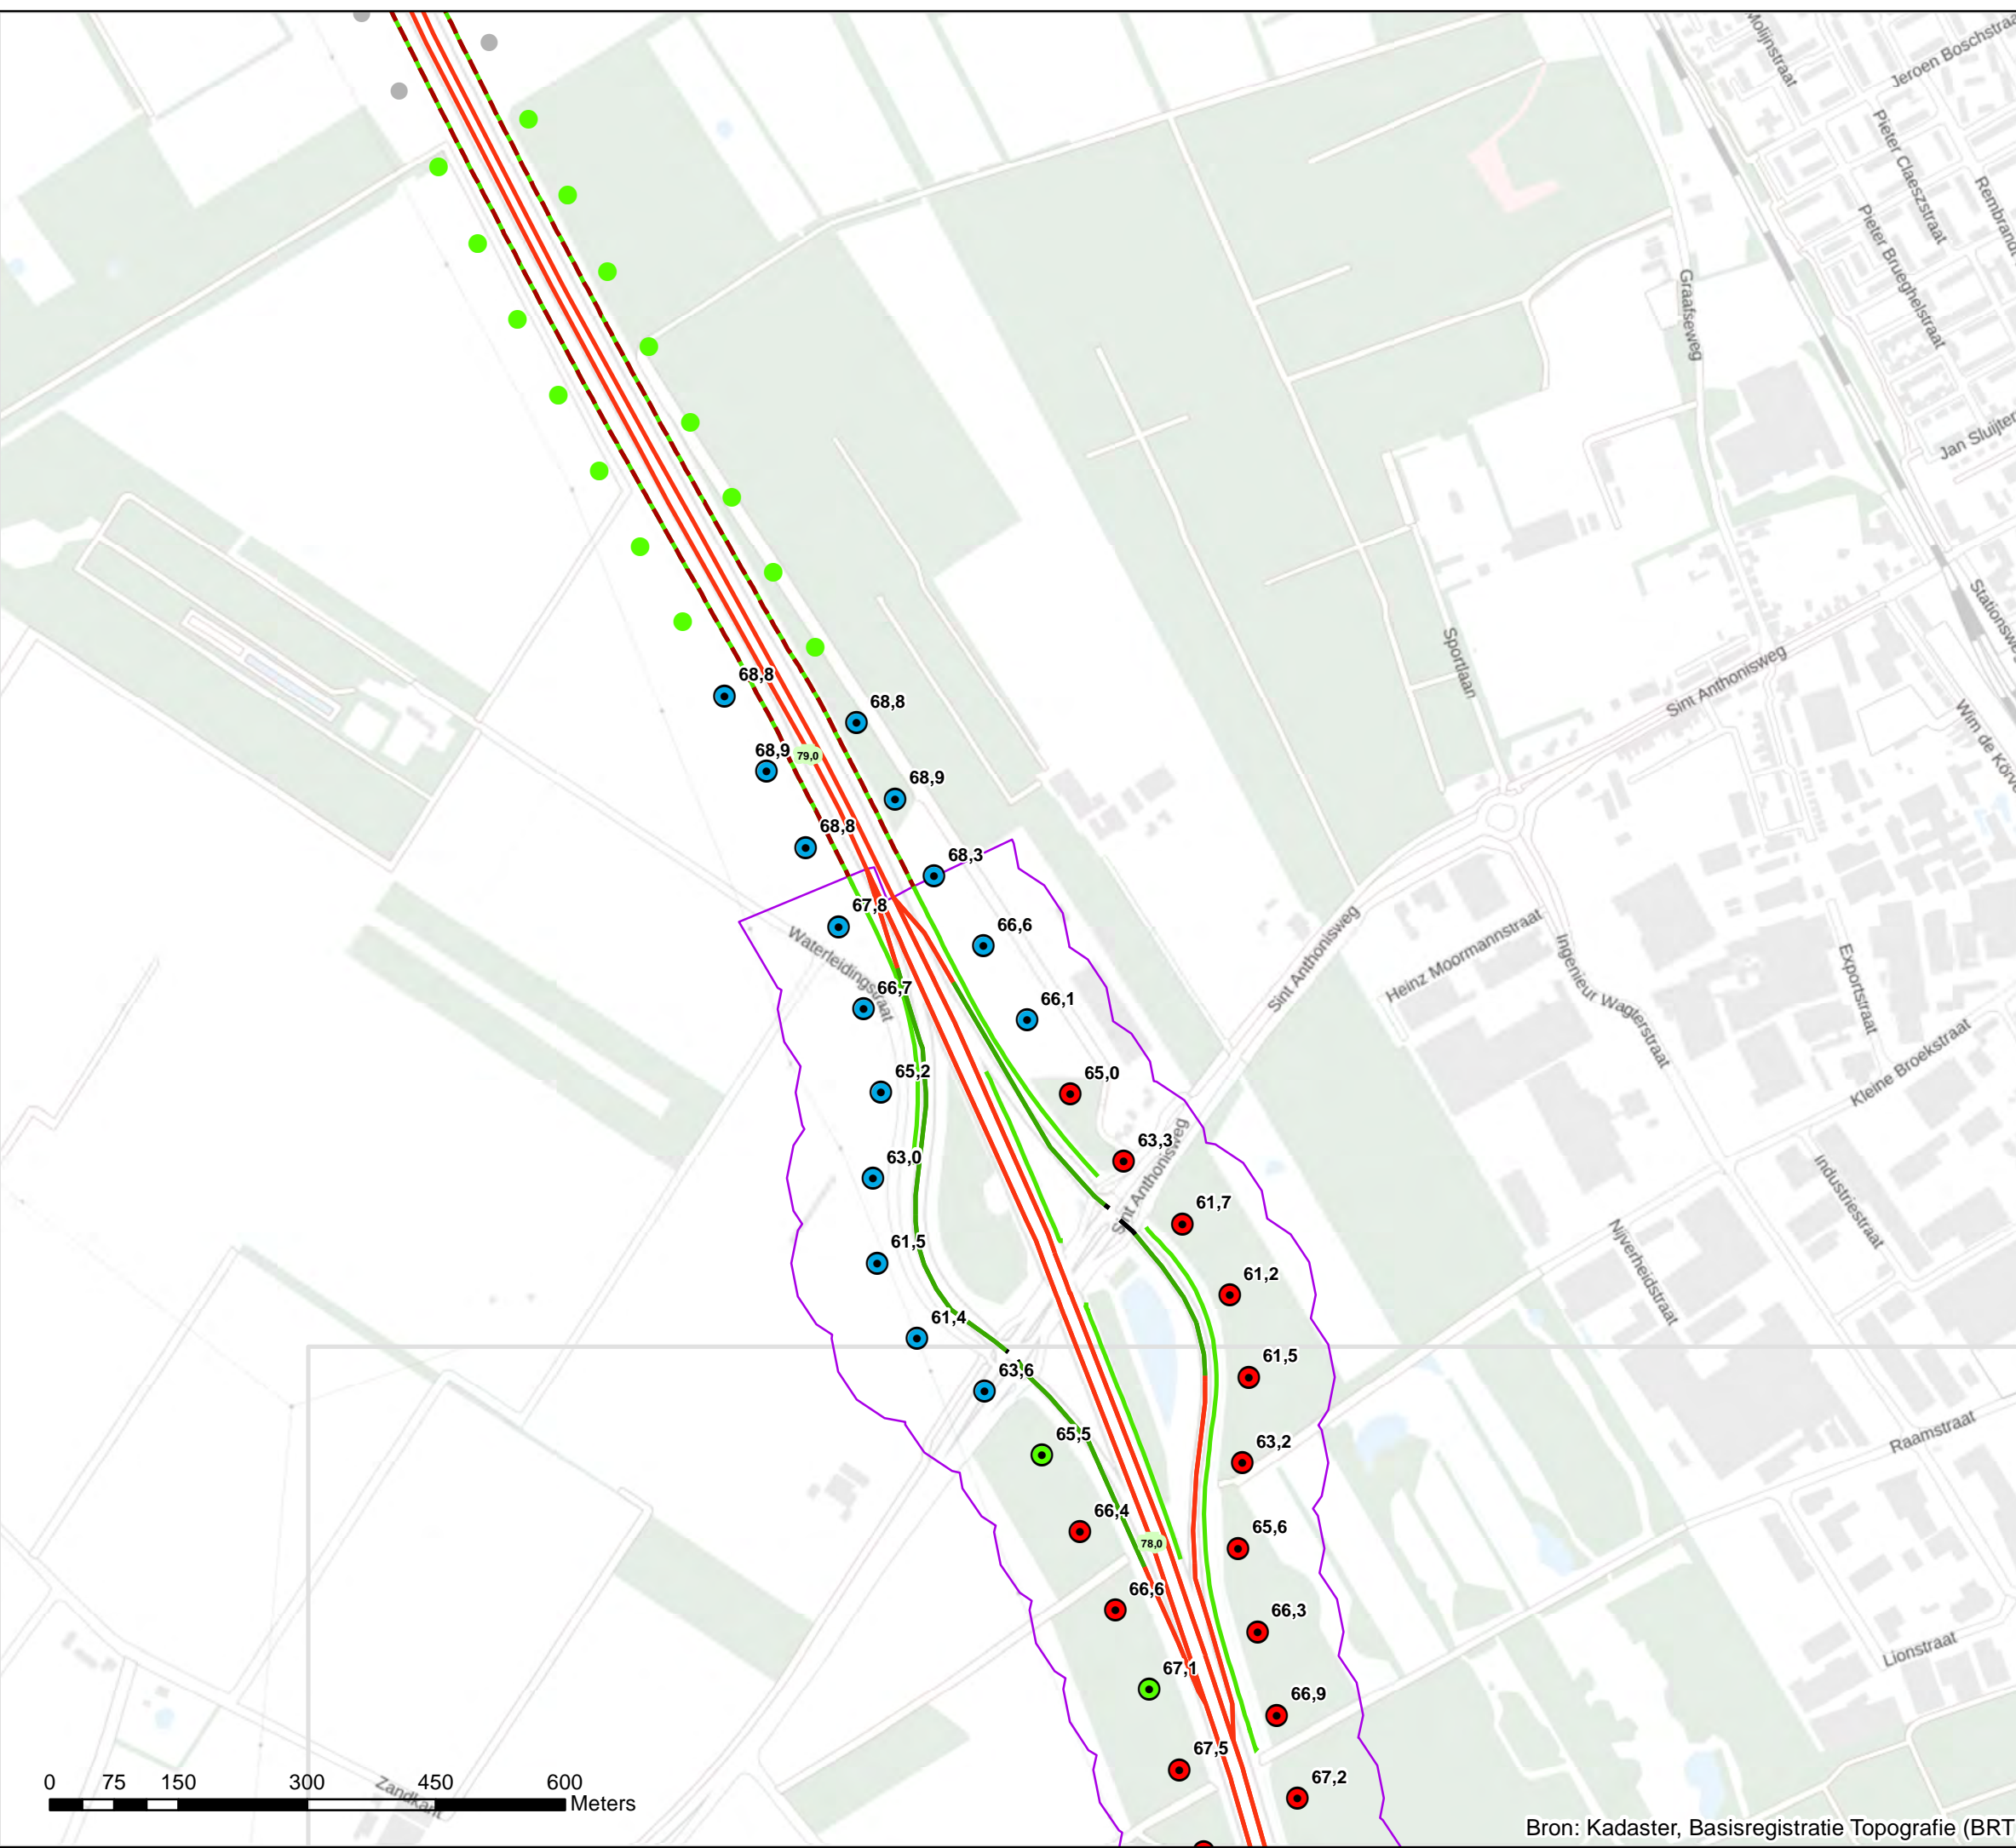 Molijnstraat
Jeroen Boschstraa
Pieter Claeszstraat
Rembrandt
Pieter Brueghelstraat
Graafseweg
Jan Sluijter
Stationswe
Sportlaan
Sint Anthonisweg
Wim de Körve
68,8
68,8
68,9
79,0
68,9
68,8
68,3
67,8
66,6
Waterleidingstraat
Sint Anthonisweg
Heinz Moormannstraat
Ingenieur Wagterstraat
Exportstraat
66,7
66,1
Kleine Broekstraat
65,2
65,0
63,3
63,0
Sint Anthonisweg
61,7
Industriestraat
61,5
61,2
Nijverheidstraat
61,4
63,6
61,5
65,5
63,2
Raamstraat
66,4
78,0
65,6
66,6
66,3
Lionstraat
67,1
66,9
67,5
67,2
0 75 150 300 450 600
Meters
Zandkant
Bron: Kadaster, Basisregistratie Topografie (BRT